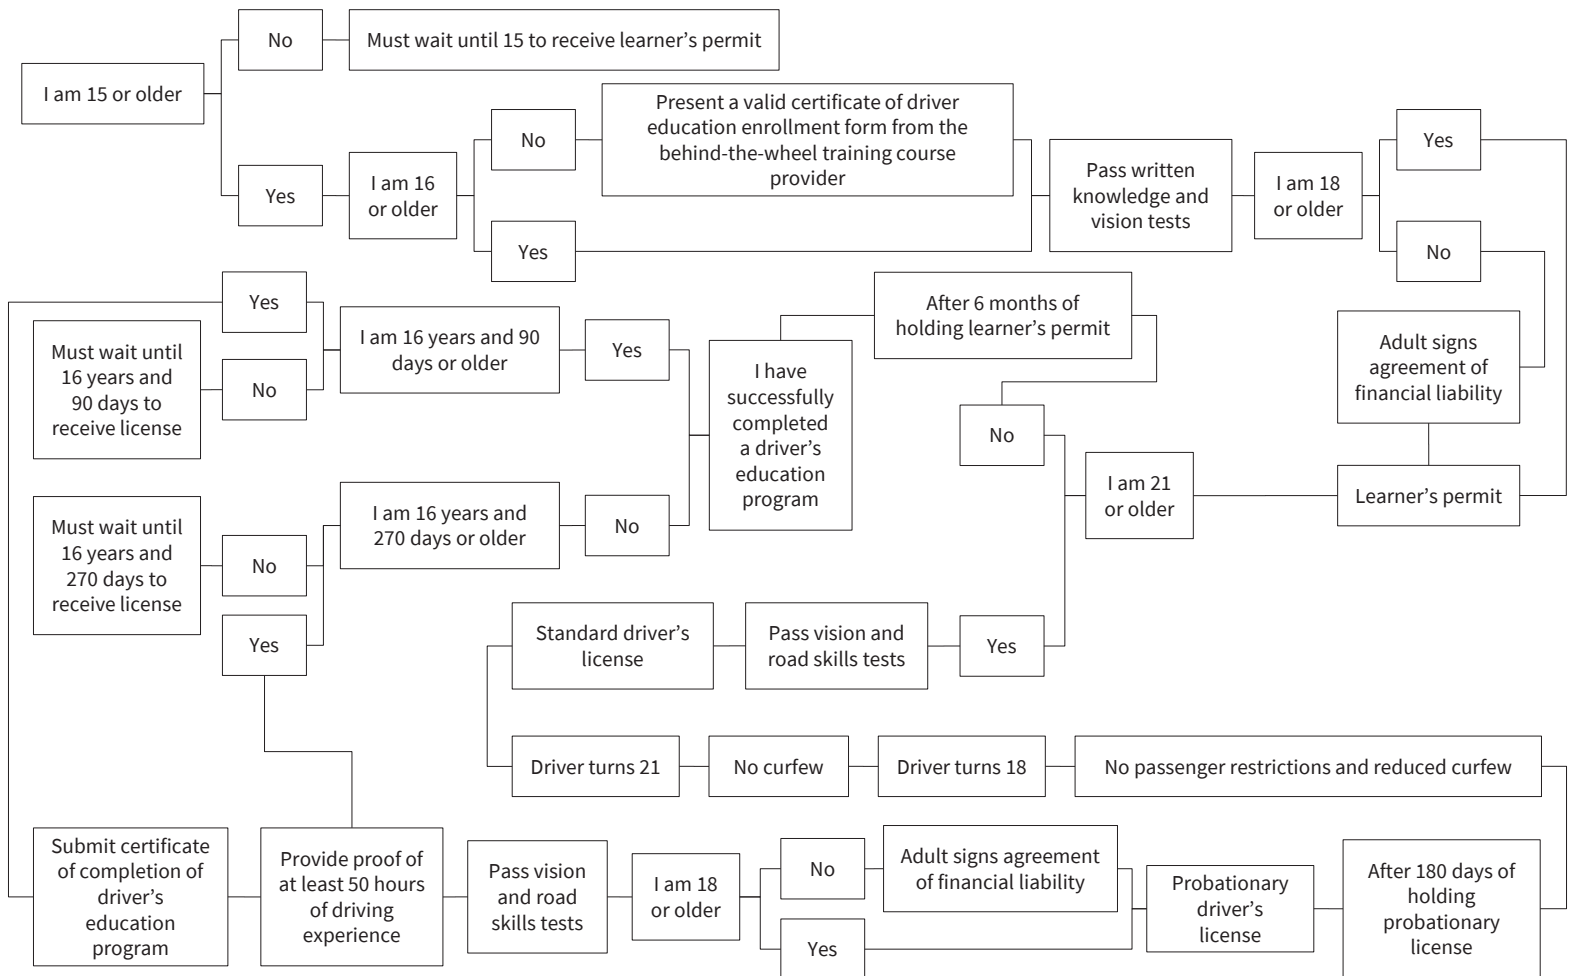 No
Must wait until 15 to receive learner’s permit
I am 15 or older
Yes
I am 16
or older
No
Present a valid certificate of driver
education enrollment form from the
behind-the-wheel training course
provider
Yes
Pass written
knowledge and
vision tests
I am 18
or older
Yes
No
Adult signs
agreement of
financial liability
Learner’s permit
I am 21
or older
No
After 6 months of
holding learner’s permit
I have
successfully
completed
a driver’s
education
program
Yes
I am 16 years and 90
days or older
Yes
No
Must wait until
16 years and
90 days to
receive license
No
I am 16 years and
270 days or older
No
Must wait until
16 years and
270 days to
receive license
Yes
Yes
Pass vision and
road skills tests
Standard driver’s
license
Driver turns 21
No curfew
Driver turns 18
No passenger restrictions and reduced curfew
Submit certificate
of completion of
driver’s
education
program
Provide proof of
at least 50 hours
of driving
experience
Pass vision
and road
skills tests
I am 18
or older
No
Adult signs agreement
of financial liability
Yes
Probationary
driver’s
license
After 180 days of
holding
probationary
license